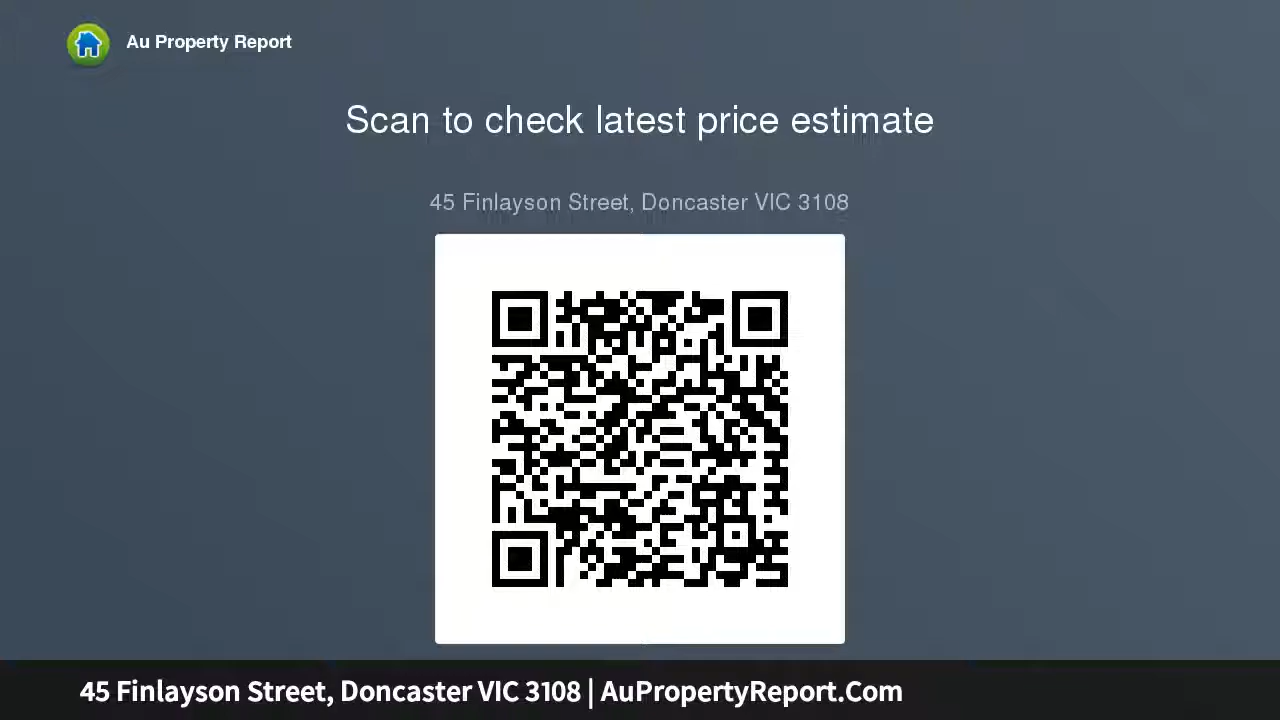 Au Property Report
Scan to check latest price estimate
45 Finlayson Street, Doncaster VIC 3108
45 Finlayson Street, Doncaster VIC 3108 | AuPropertyReport.Com